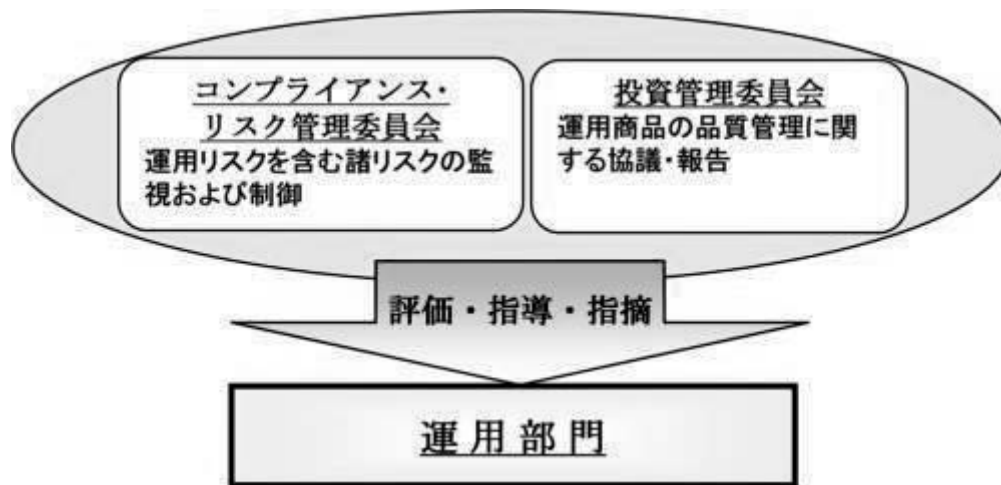 コンプライアンス・
リスク管理委員会
運用リスクを含む諸リスクの監
視および制御
投資管理委員会
運用商品の品質管理に関
する協議・報告
評価・指導・指摘
運用部門